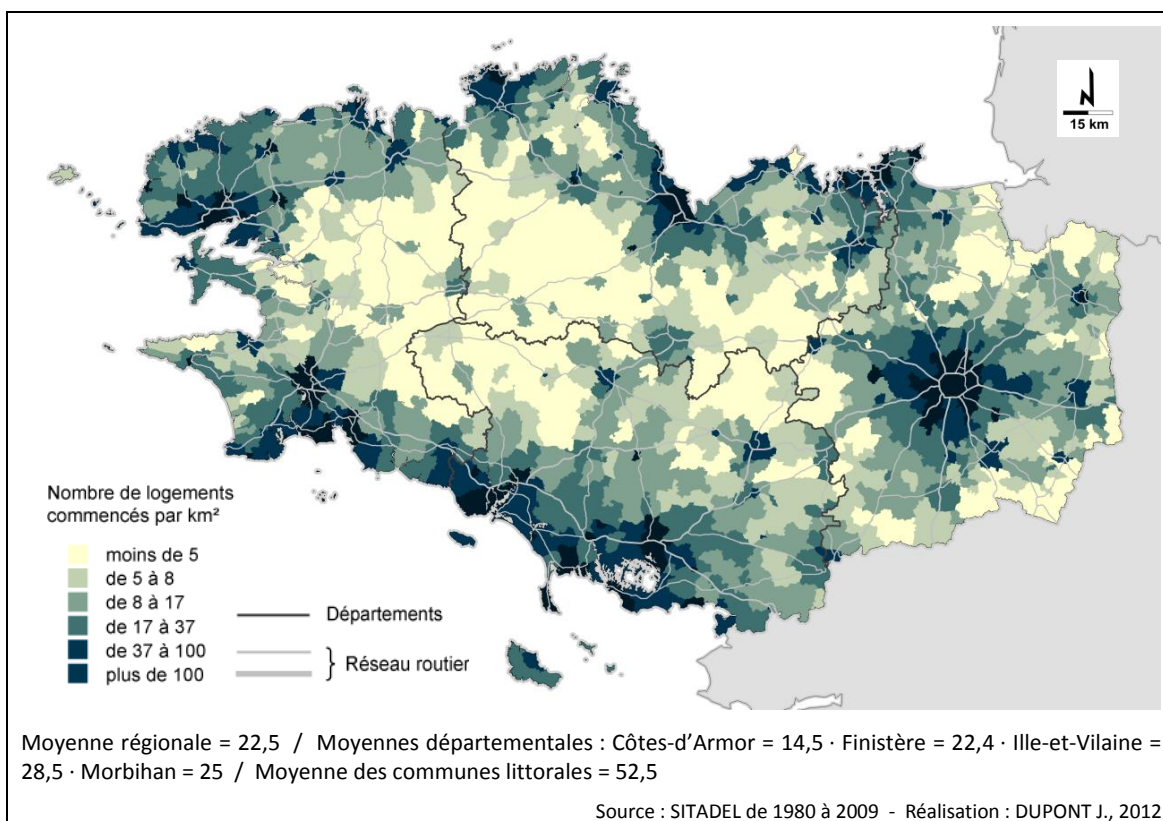 15 km
Nombre de logements
commencés par km²
moins de 5
de 5 à 8
de 8 à 17
de 17 à 37
de 37 à 100
plus de 100
Départements
Réseau routier
Moyenne régionale = 22,5 / Moyennes départementales : Côtes-d’Armor = 14,5 · Finistère = 22,4 · Ille-et-Vilaine =
28,5 · Morbihan = 25 / Moyenne des communes littorales = 52,5
Source : SITADEL de 1980 à 2009 - Réalisation : DUPONT J., 2012